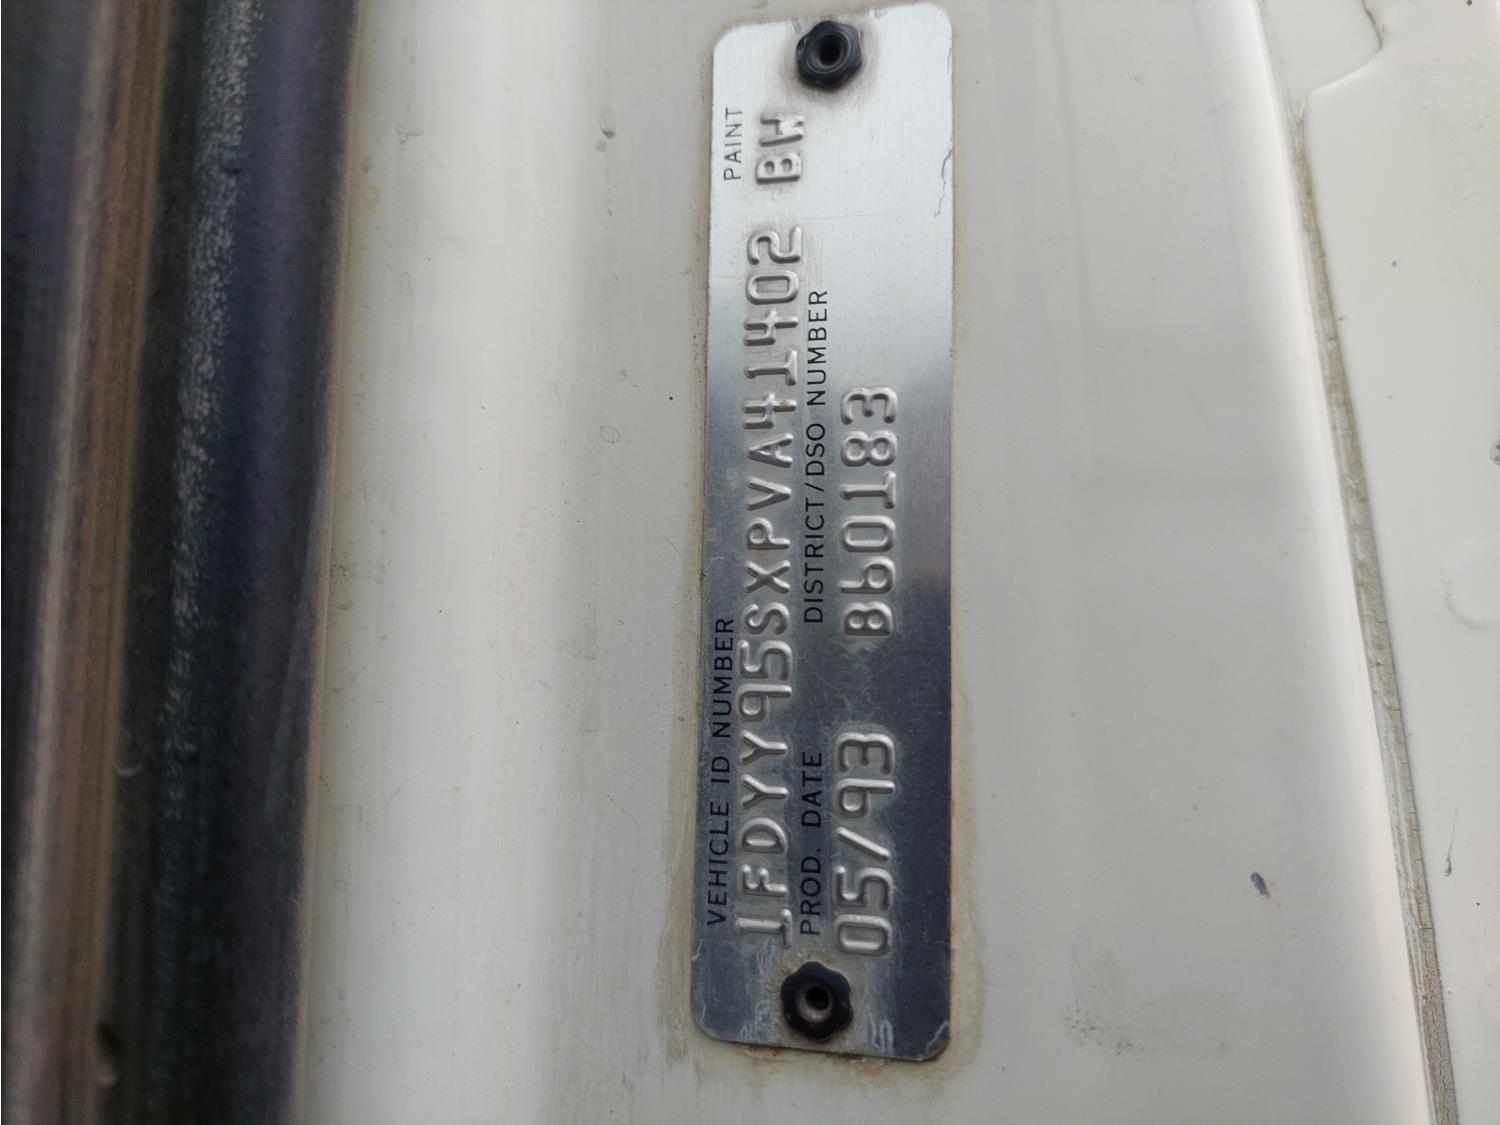 VEHICLE ID NUMBER PAINT
1FDYY95SXPVA41402 BW
PROD. DATE DISTRICT/DSO NUMBER
05/93 B60183